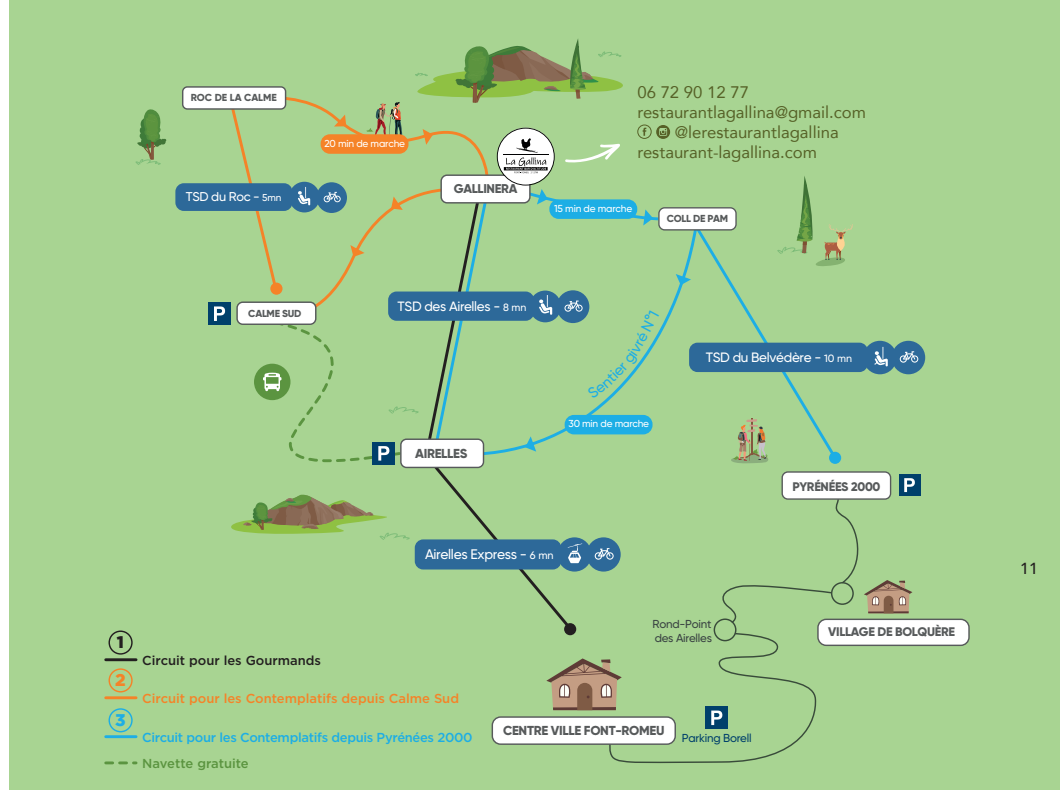 06 72 90 12 77
restaurantlagallina@gmail.com
@lerestaurantlagallina
restaurant-lagallina.com
ROC DE LA CALME
20 min de marche
La Gallina
GALLINERA
TSD du Roc - 5mn
15 min de marche
COLL DE PAM
P
CALME SUD
TSD des Airelles - 8 mn
Sentier givré N°1
TSD du Belvédère - 10 mn
30 min de marche
P
AIRELLES
PYRÉNÉES 2000
P
Airelles Express - 6 mn
11
Rond-Point
des Airelles
VILLAGE DE BOLQUÈRE
1
Circuit pour les Gourmands
2
Circuit pour les Contemplatifs depuis Calme Sud
3
Circuit pour les Contemplatifs depuis Pyrénées 2000
Navette gratuite
CENTRE VILLE FONT-ROMEU
P
Parking Borell